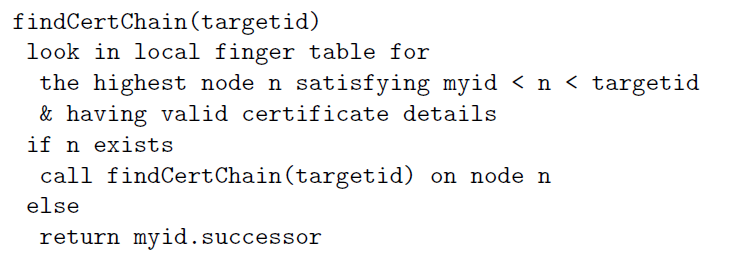 findCertChain(targetid)
look in local finger table for
the highest node n satisfying myid < n < targetid
& having valid certificate details
if n exists
call findCertChain(targetid) on node n
else
return myid.successor